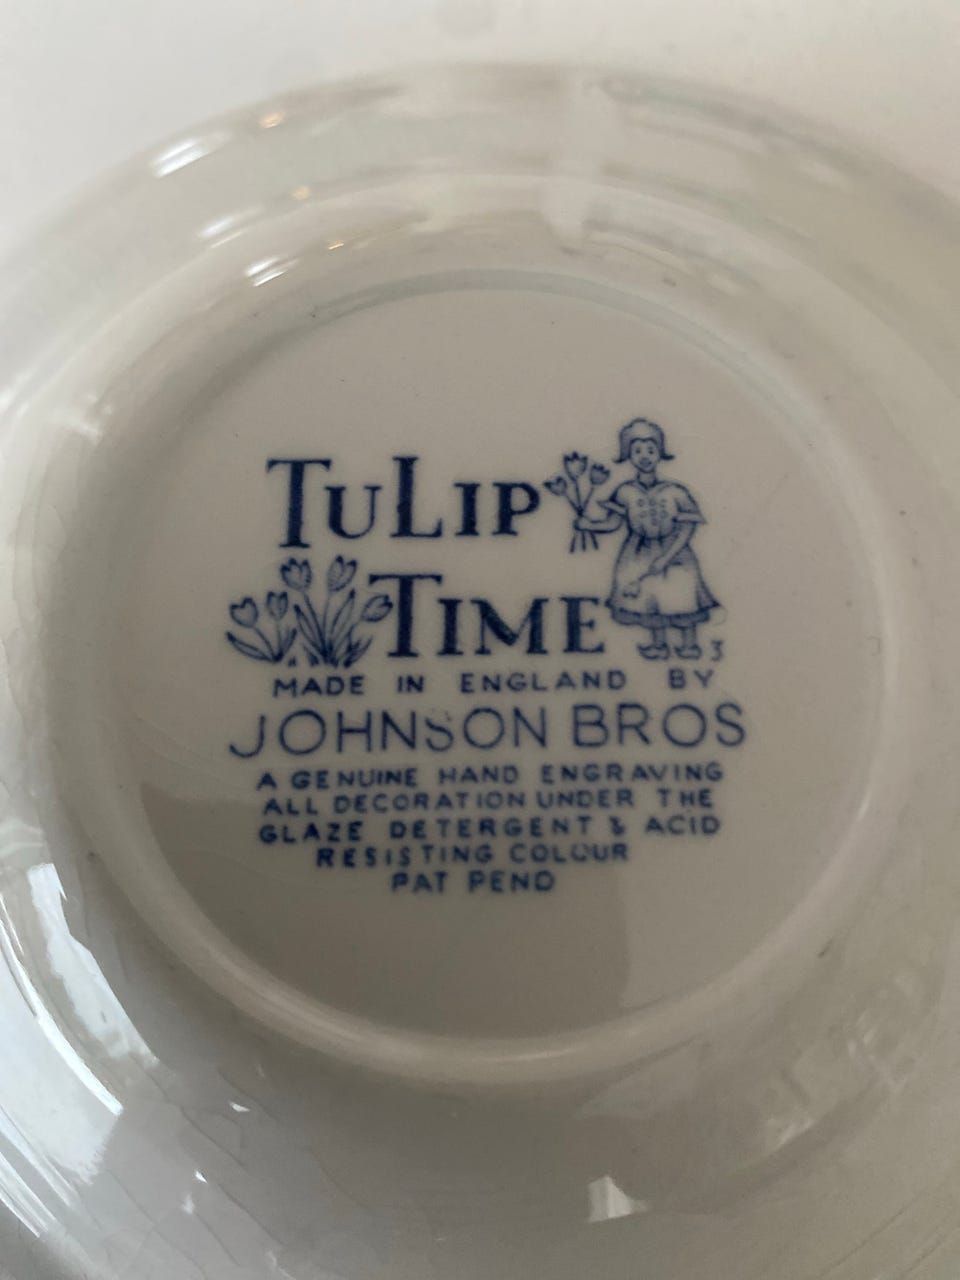 TULIP
TIME
3
MADE IN ENGLAND BY
JOHNSON BROS
A GENUINE HAND ENGRAVING
ALL DECORATION UNDER THE
GLAZE DETERGENT & ACID
RESISTING COLOUR
PAT PEND